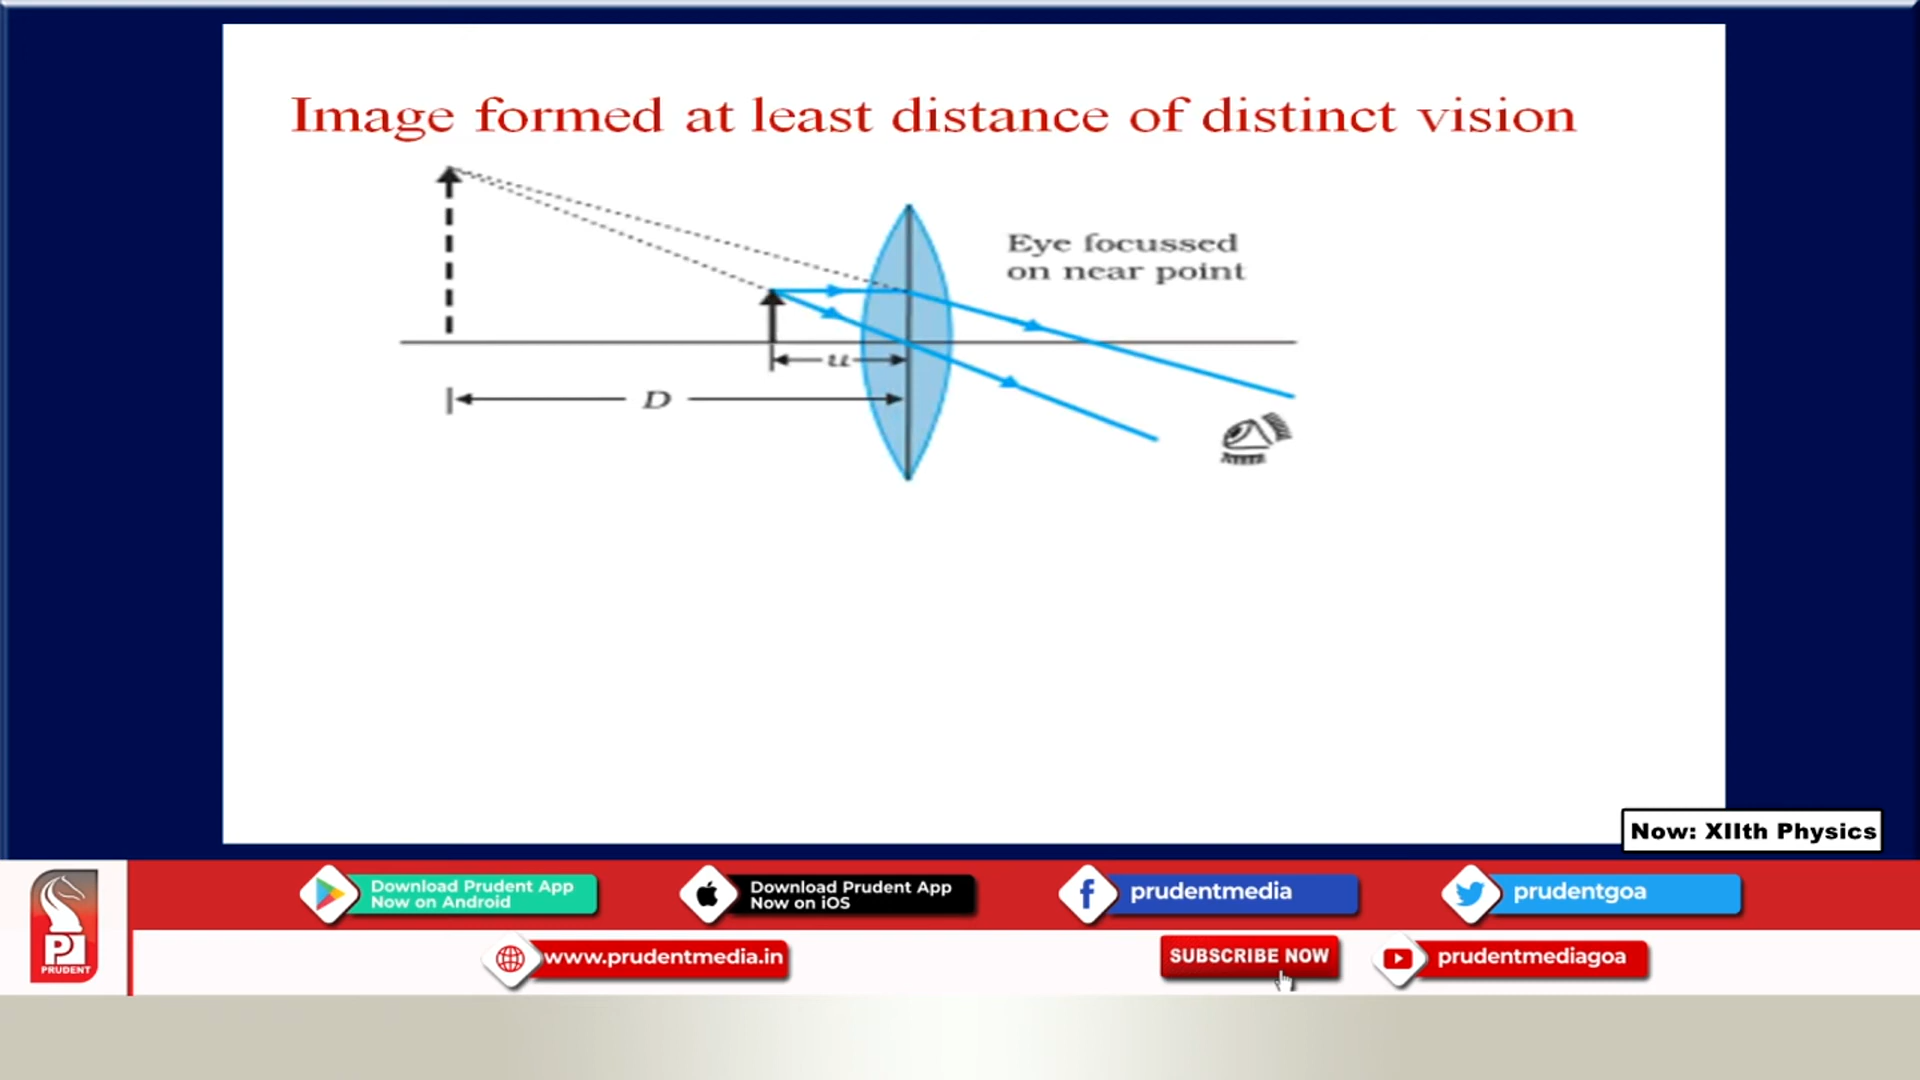 Image formed at least distance of distinct vision
Eye focussed
on near point
u
D
Now: XIIth Physics
Download Prudent App
Now on Android
Download Prudent App
Now on iOS
prudentmedia
prudentgoa
PI
PRUDENT
www.prudentmedia.in
SUBSCRIBE NOW
prudentmediagoa